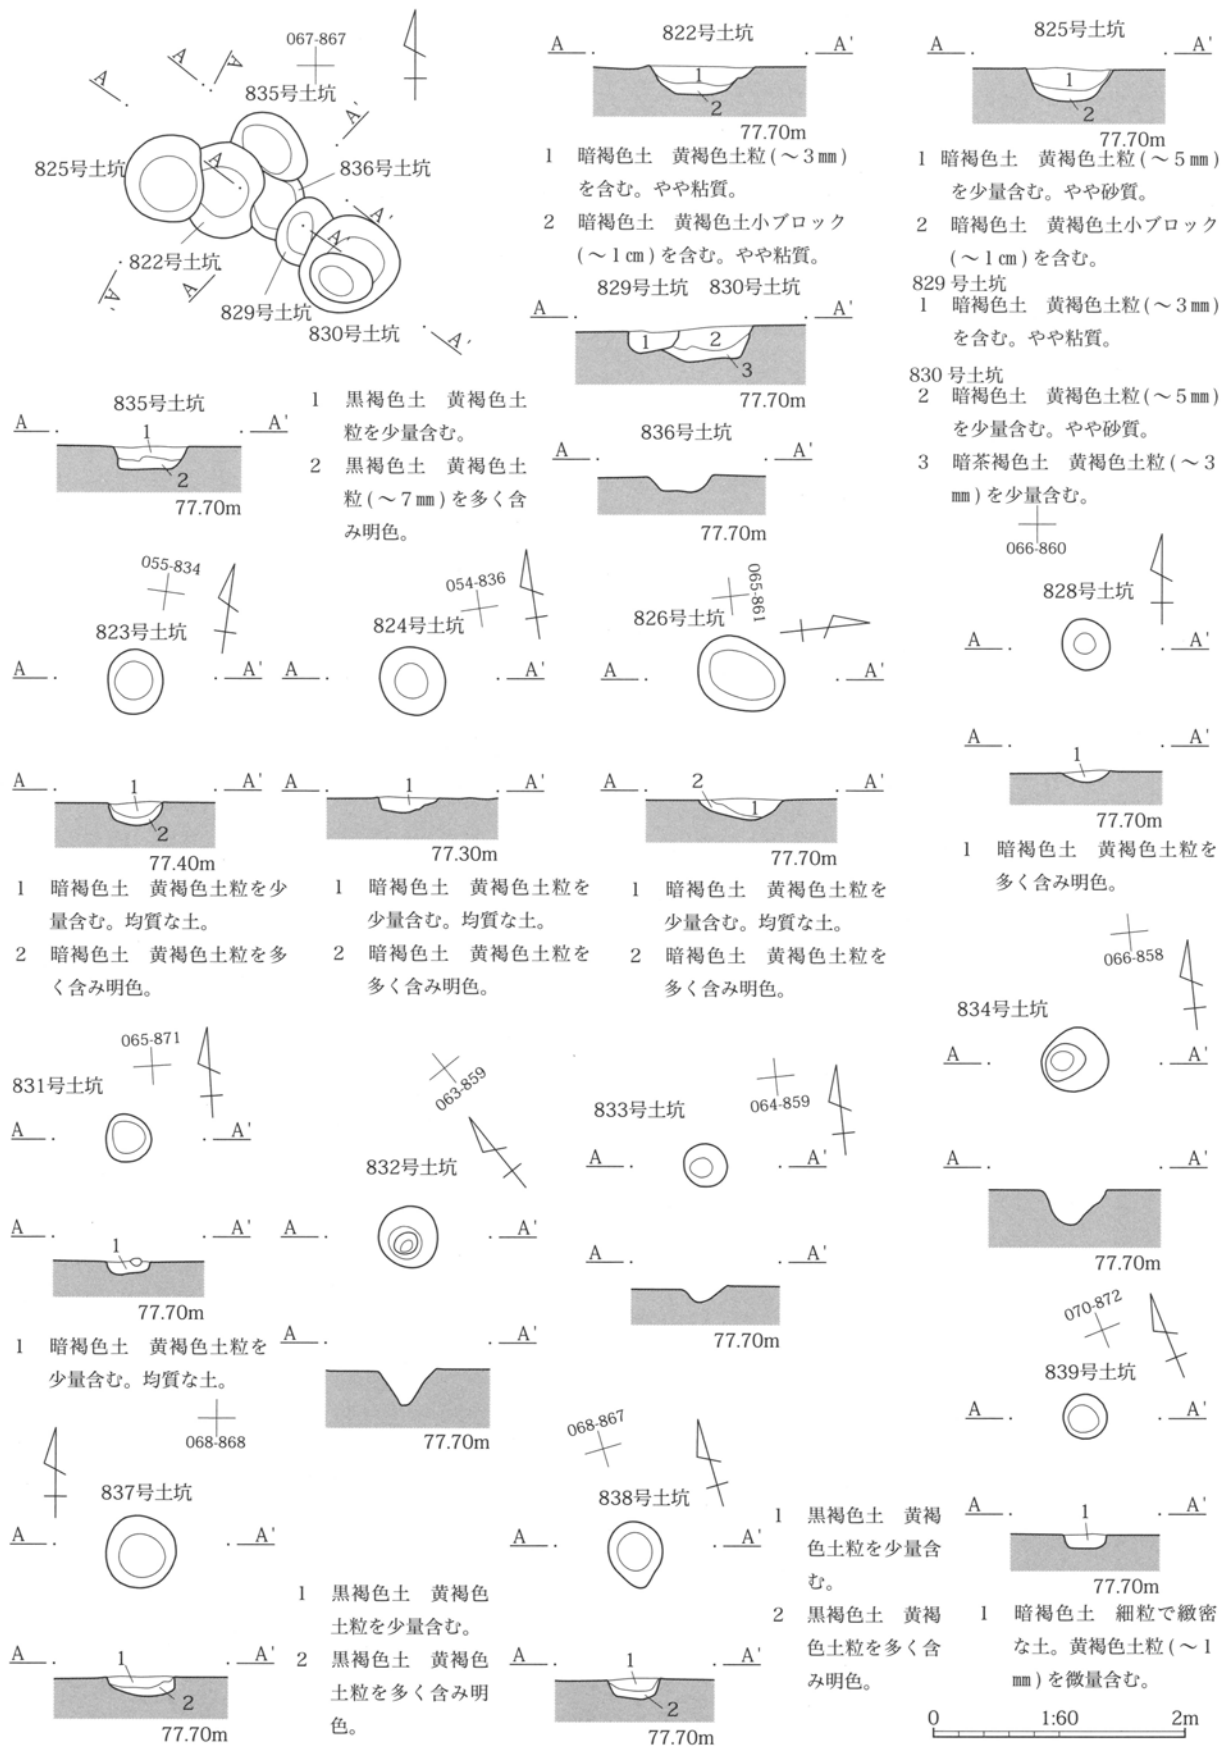 067-867
A
A
A
835号土坑
A'
825号土坑
A
836号土坑
A'
A'
822号土坑
A'
A
829号土坑
830号土坑
A'
822号土坑
A A'
1
2
77.70m
1 暗褐色土 黄褐色土粒(～3㎜)
を含む。やや粘質。
2 暗褐色土 黄褐色土小ブロック
(～1㎝)を含む。やや粘質。
825号土坑
A A'
1
2
77.70m
1 暗褐色土 黄褐色土粒(～5㎜)
を少量含む。やや砂質。
2 暗褐色土 黄褐色土小ブロック
(～1㎝)を含む。
829号土坑 830号土坑
A A'
1 2
3
77.70m
829 号土坑
1 暗褐色土 黄褐色土粒(～3㎜)
を含む。やや粘質。
830 号土坑
2 暗褐色土 黄褐色土粒(～5㎜)
を少量含む。やや砂質。
3 暗茶褐色土 黄褐色土粒(～3
㎜)を少量含む。
835号土坑
A A'
1
2
77.70m
1 黒褐色土 黄褐色土
粒を少量含む。
2 黒褐色土 黄褐色土
粒(～7㎜)を多く含
み明色。
836号土坑
A A'
77.70m
055-834
823号土坑
A A'
A A'
1
2
77.40m
1 暗褐色土 黄褐色土粒を少
量含む。均質な土。
2 暗褐色土 黄褐色土粒を多
く含み明色。
054-836
824号土坑
A A'
A A'
1
77.30m
1 暗褐色土 黄褐色土粒を
少量含む。均質な土。
2 暗褐色土 黄褐色土粒を
多く含み明色。
065-861
826号土坑
A A'
A A'
2
1
77.70m
1 暗褐色土 黄褐色土粒を
少量含む。均質な土。
2 暗褐色土 黄褐色土粒を
多く含み明色。
066-860
828号土坑
A A'
A A'
1
77.70m
1 暗褐色土 黄褐色土粒を
多く含み明色。
065-871
831号土坑
A A'
A A'
1
77.70m
1 暗褐色土 黄褐色土粒を
少量含む。均質な土。
063-859
832号土坑
A A'
A A'
77.70m
064-859
833号土坑
A A'
A A'
77.70m
066-858
834号土坑
A A'
A A'
77.70m
068-868
837号土坑
A A'
A A'
1
2
77.70m
1 黒褐色土 黄褐色
土粒を少量含む。
2 黒褐色土 黄褐色
土粒を多く含み明
色。
068-867
838号土坑
A A'
A A'
1
2
77.70m
1 黒褐色土 黄褐
色土粒を少量含
む。
2 黒褐色土 黄褐
色土粒を多く含
み明色。
070-872
839号土坑
A A'
A A'
1
77.70m
1 暗褐色土 細粒で緻密
な土。黄褐色土粒(～1
㎜)を微量含む。
0 1:60 2m